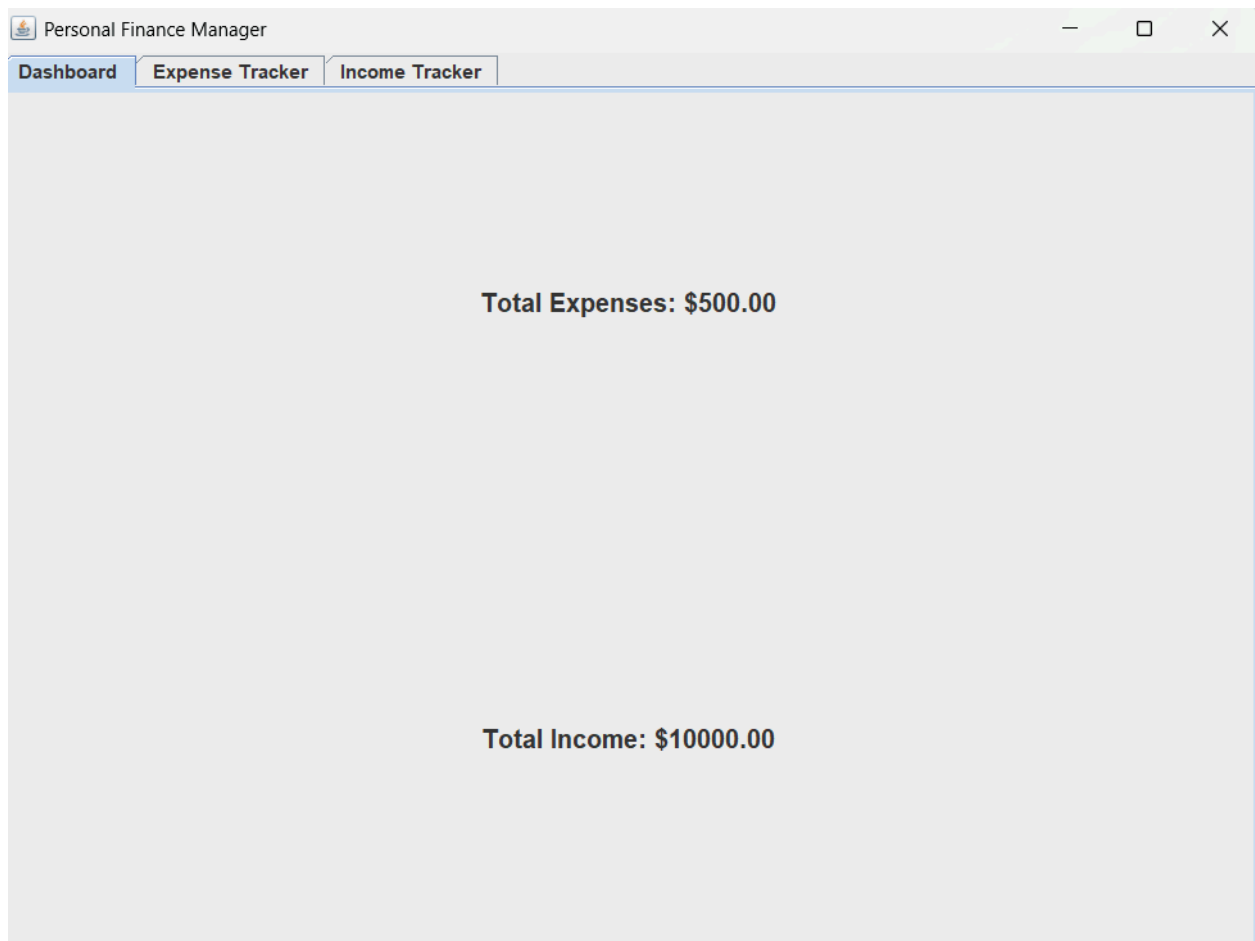 Personal Finance Manager
Dashboard Expense Tracker Income Tracker
Total Expenses: $500.00
Total Income: $10000.00